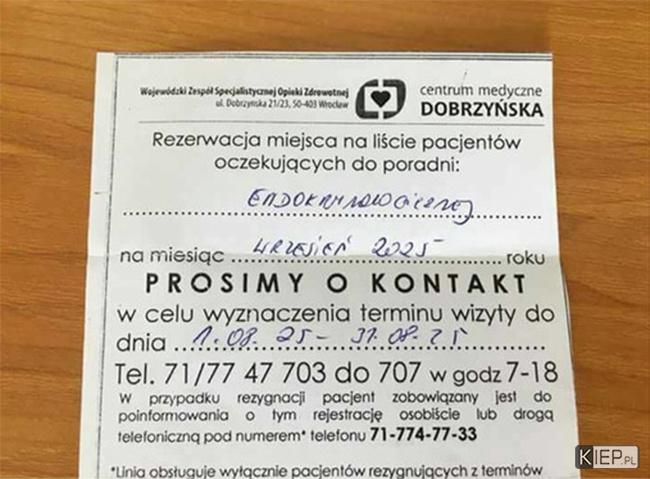 Wojewódzki Zespół Specjalistycznej Opieki Zdrowotnej
ul. Dobrzyńska 21/23, 50-403 Wrocław
centrum medyczne
DOBRZYŃSKA
Rezerwacja miejsca na liście pacjentów
oczekujących do poradni:
ENDOKRYNOLOGICZNEJ
na miesiąc WRZESIEŃ 2025 roku
PROSIMY O KONTAKT
w celu wyznaczenia terminu wizyty do
dnia 1.08.25 - 31.08.25
Tel. 71/77 47 703 do 707 w godz 7-18
W przypadku rezygnacji pacjent zobowiązany jest do
poinformowania o tym rejestrację osobiście lub drogą
telefoniczną pod numerem* telefonu 71-774-77-33
*Linia obsługuje wyłącznie pacjentów rezygnujących z terminów
KIEP.PL